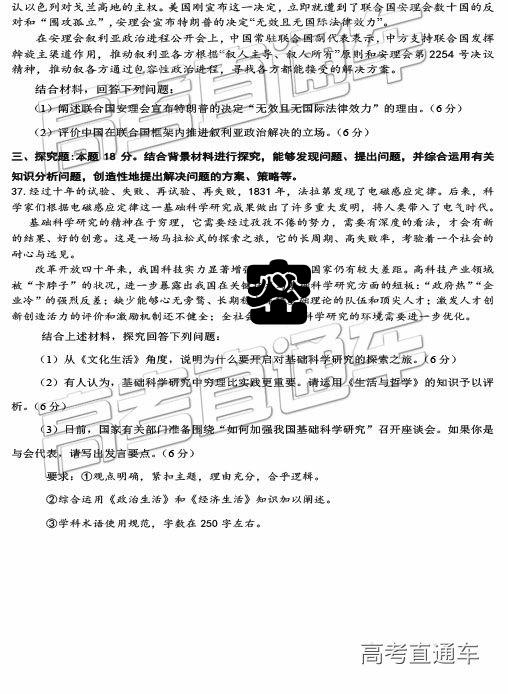 认以色列对戈兰高地的主权。美国刚宣布这一决定，立即就遭到了联合国安理会数十国的反
对和“围攻孤立”,安理会宣布特朗普的决定“无效且无国际法律效力”。
在安理会叙利亚政治进程公开会上，中国常驻联合国副代表表示，中方支持联合国发挥
斡旋主渠道作用，推动叙利亚各方根据“叙人主导、叙人所有”原则和安理会第 2254 号决议
精神，推动叙各方通过包容性政治进程，寻找各方都能接受的解决方案。
结合材料，回答下列问题：
（1）阐述联合国安理会宣布特朗普的决定“无效且无国际法律效力”的理由。（6 分）
（2）评价中国在联合国框架内推进叙利亚政治解决的立场。（6 分）
三、探究题:本题 18 分。结合背景材料进行探究，能够发现问题、提出问题，并综合运用有关
知识分析问题，创造性地提出解决问题的方案、策略等。
37.经过十年的试验、失败、再试验、再失败，1831 年，法拉第发现了电磁感应定律。后来，科
学家们根据电磁感应定律这一基础科学研究成果做出了许多重大发明，将人类带入了电气时代。
基础科学研究的精神在于穷理，它需要经过孜孜不倦的努力，需要有深度的看法，才会有新
的结果、好的创意。这是一场马拉松式的探索之旅，它的长周期、高失败率，考验着一个社会的
耐心与远见。
改革开放四十年来，我国科技实力显著增强 国家仍有较大差距。高科技产业领域
被“卡脖子”的状况，进一步暴露出我国在关键 科学研究方面的短板：“政府热”“企
业冷”的强烈反差；缺少能够心无旁骛、长期 理论的队伍和顶尖人才；激发人才创
新创造活力的评价和激励机制还不健全；全社会 科学研究的环境需要进一步优化。
结合上述材料，探究回答下列问题：
（1）从《文化生活》角度，说明为什么要开启对基础科学研究的探索之旅。（6 分）
（2）有人认为，基础科学研究中穷理比实践更重要。请运用《生活与哲学》的知识予以评
析。（6 分）
（3）日前，国家有关部门准备围绕“如何加强我国基础科学研究”召开座谈会。如果你是
与会代表，请写出发言要点。（6 分）
要求：①观点明确，紧扣主题，理由充分，合乎逻辑。
②综合运用《政治生活》和《经济生活》知识加以阐述。
③学科术语使用规范，字数在 250 字左右。
高考直通车
高考直通车
高考直通车
高考直通车